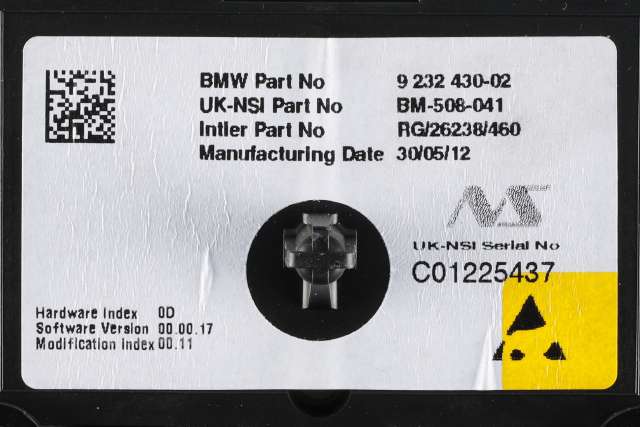 BMW Part No 9 232 430-02
UK-NSI Part No BM-508-041
Intier Part No RG/26238/460
Manufacturing Date 30/05/12
UK-NSI Serial No
C01225437
Hardware Index 0D
Software Version 00.00.17
Modification Index 00.11